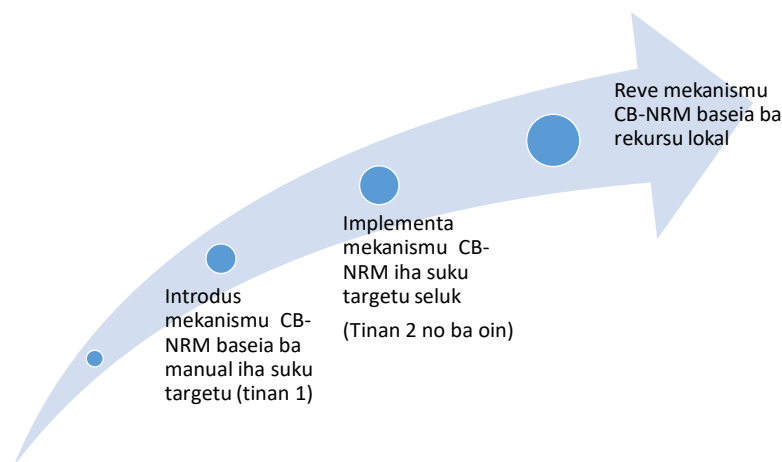 Introdus
mekanismu CB-
NRM baseia ba
manual iha suku
targetu (tinan 1)
Implementa
mekanismu CB-
NRM iha suku
targetu seluk
(Tinan 2 no ba oin)
Reve mekanismu
CB-NRM baseia ba
rekursu lokal